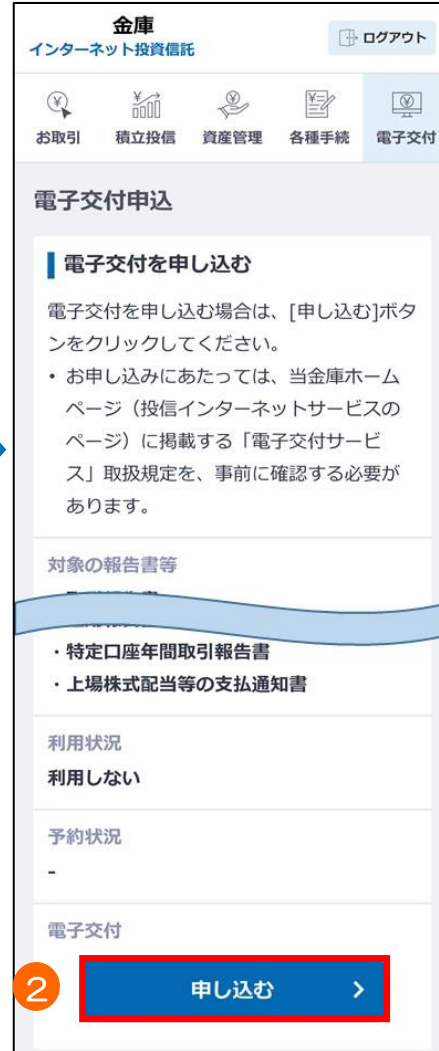 金庫
インターネット投資信託
ログアウト
お取引 積立投信 資産管理 各種手続 電子交付
電子交付申込
電子交付を申し込む
電子交付を申し込む場合は、[申し込む]ボタ
ンをクリックしてください。
• お申し込みにあたっては、当金庫ホーム
ページ（投信インターネットサービスの
ページ）に掲載する「電子交付サービ
ス」取扱規定を、事前に確認する必要が
あります。
対象の報告書等
・特定口座年間取引報告書
・上場株式配当等の支払通知書
利用状況
利用しない
予約状況
-
電子交付
2
申し込む